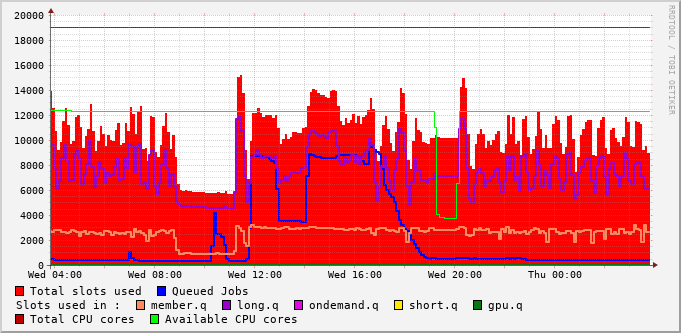 20000
18000
16000
14000
12000
10000
8000
6000
4000
2000
0
Wed 04:00 Wed 08:00 Wed 12:00 Wed 16:00 Wed 20:00 Thu 00:00
Total slots used Queued Jobs
Slots used in : member.q long.q ondemand.q short.q gpu.q
Total CPU cores Available CPU cores
RRDTOOL / TOBI OETIKER